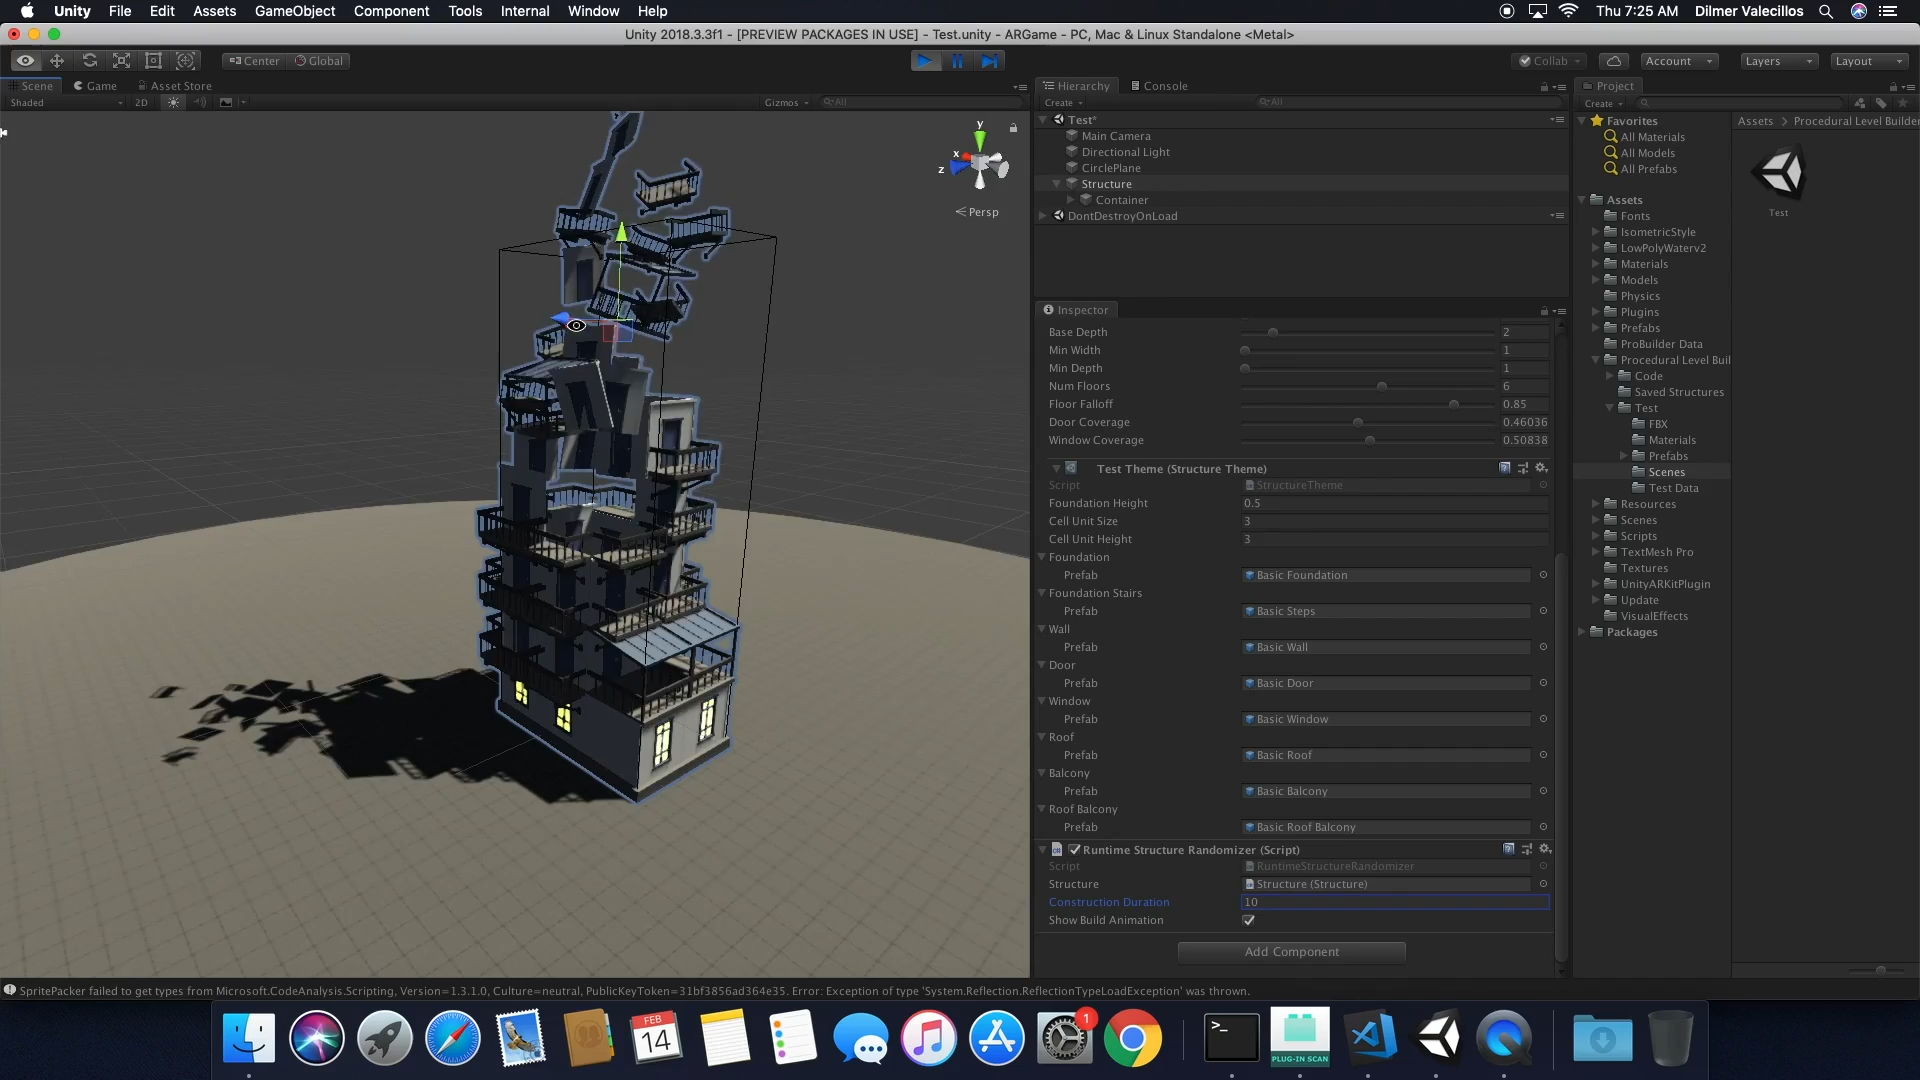 Unity File Edit Assets GameObject Component Tools Internal Window Help
Thu 7:25 AM Dilmer Valecillos
Unity 2018.3.3f1 - [PREVIEW PACKAGES IN USE] - Test.unity - ARGame - PC, Mac & Linux Standalone <Metal>
Center Global
Collab Account Layers Layout
Scene Game Asset Store
Shaded 2D Gizmos All
y
x
z
Persp
Hierarchy Console
Create All
Test*
Main Camera
Directional Light
CirclePlane
Structure
Container
DontDestroyOnLoad
Inspector
Base Depth 2
Min Width 1
Min Depth 1
Num Floors 6
Floor Falloff 0.85
Door Coverage 0.46036
Window Coverage 0.50838
Test Theme (Structure Theme)
Script StructureTheme
Foundation Height 0.5
Cell Unit Size 3
Cell Unit Height 3
Foundation
Prefab Basic Foundation
Foundation Stairs
Prefab Basic Steps
Wall
Prefab Basic Wall
Door
Prefab Basic Door
Window
Prefab Basic Window
Roof
Prefab Basic Roof
Balcony
Prefab Basic Balcony
Roof Balcony
Prefab Basic Roof Balcony
Runtime Structure Randomizer (Script)
Script RuntimeStructureRandomizer
Structure Structure (Structure)
Construction Duration 10
Show Build Animation
Add Component
Project
Create
Favorites
All Materials
All Models
All Prefabs
Assets
Fonts
IsometricStyle
LowPolyWaterv2
Materials
Models
Physics
Plugins
Prefabs
ProBuilder Data
Procedural Level Buil
Code
Saved Structures
Test
FBX
Materials
Prefabs
Scenes
Test Data
Resources
Scenes
Scripts
TextMesh Pro
Textures
UnityARKitPlugin
Update
VisualEffects
Packages
Assets > Procedural Level Builder
Test
SpritePacker failed to get types from Microsoft.CodeAnalysis.Scripting, Version=1.3.1.0, Culture=neutral, PublicKeyToken=31bf3856ad364e35. Error: Exception of type 'System.Reflection.ReflectionTypeLoadException' was thrown.
FEB
14
1
>_
PLUG-IN SCAN